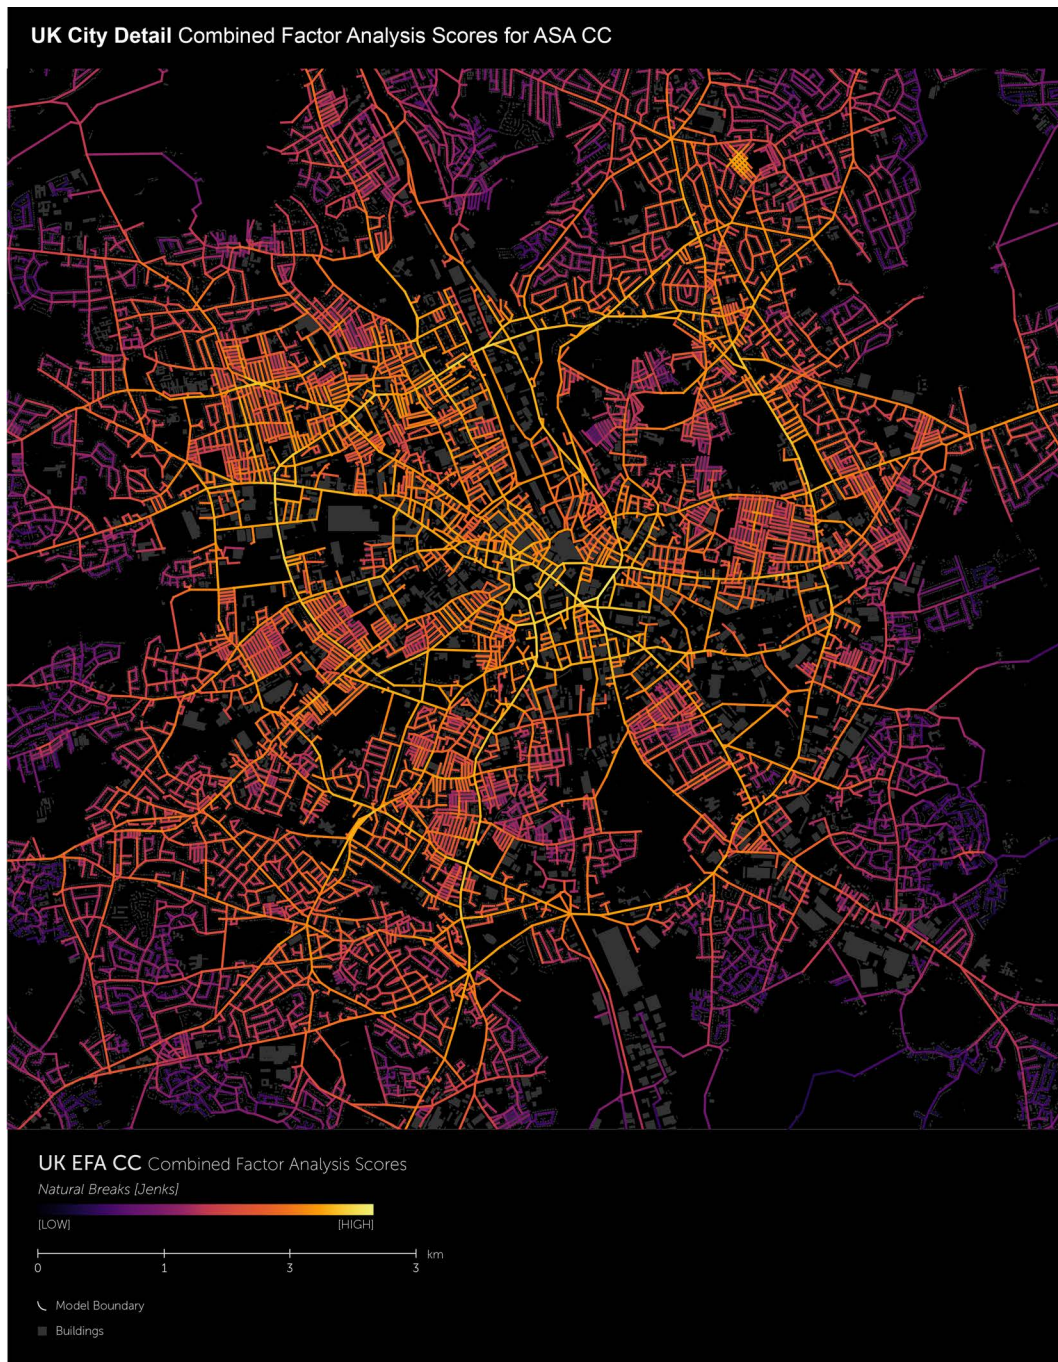 UK City Detail Combined Factor Analysis Scores for ASA CC
UK EFA CC Combined Factor Analysis Scores
Natural Breaks [Jenks]
[LOW] [HIGH]
km
0 1 3 3
Model Boundary
Buildings